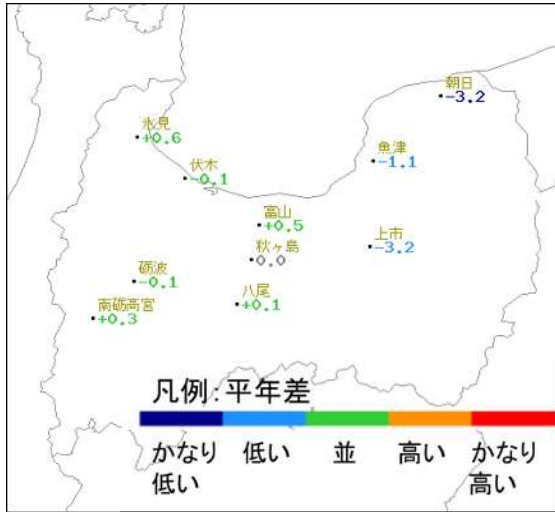 朝日
-3.2
氷見
+0.6
魚津
-1.1
伏木
-0.1
富山
+0.5
上市
-3.2
秋ヶ島
0.0
砺波
-0.1
八尾
+0.1
南砺高宮
+0.3
凡例:平年差
かなり低い
低い
並
高い
かなり高い